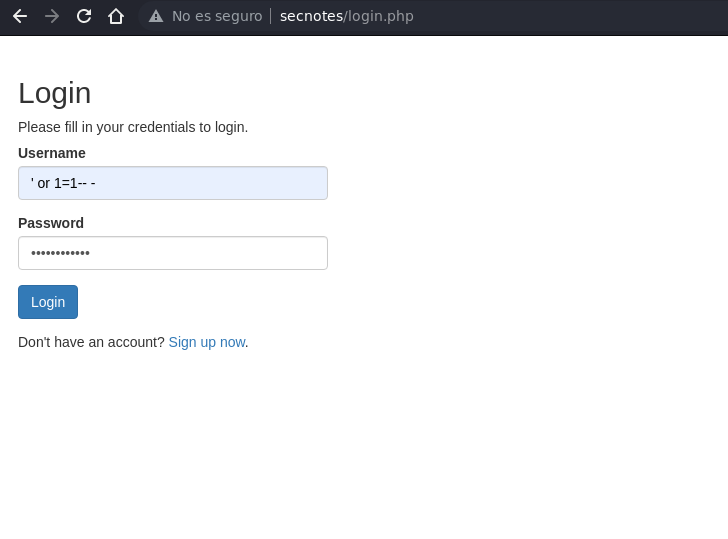 No es seguro secnotes/login.php
Login
Please fill in your credentials to login.
Username
' or 1=1-- -
Password
••••••••••••
Login
Don't have an account? Sign up now.